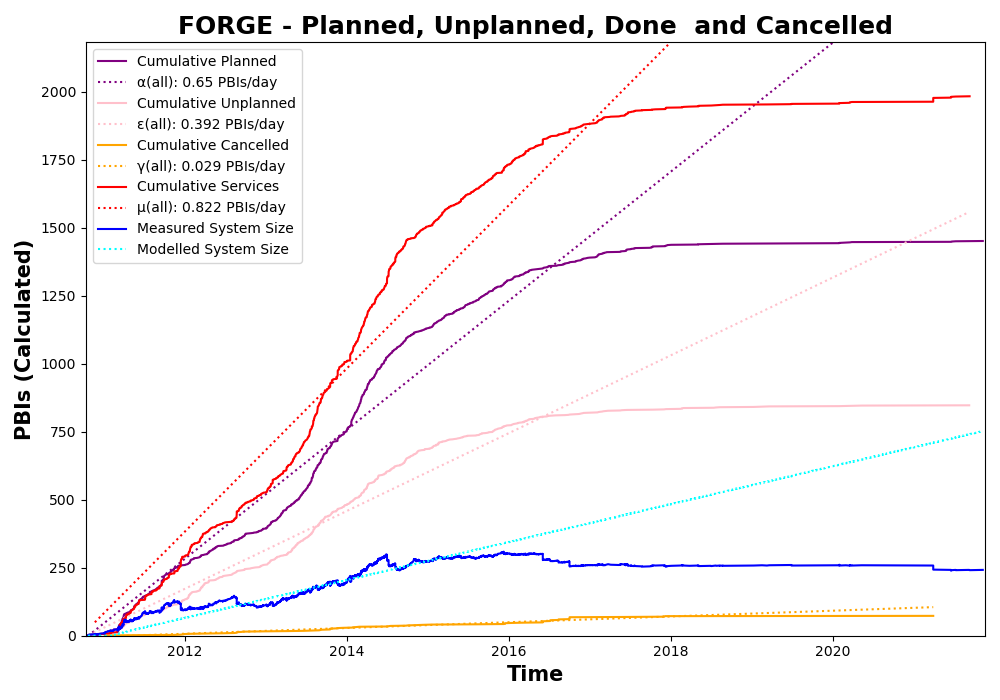 FORGE - Planned, Unplanned, Done  and Cancelled
Cumulative Planned
α(all): 0.65 PBIs/day
Cumulative Unplanned
ε(all): 0.392 PBIs/day
Cumulative Cancelled
γ(all): 0.029 PBIs/day
Cumulative Services
μ(all): 0.822 PBIs/day
Measured System Size
Modelled System Size
PBIs (Calculated)
2000
1750
1500
1250
1000
750
500
250
0
2012 2014 2016 2018 2020
Time